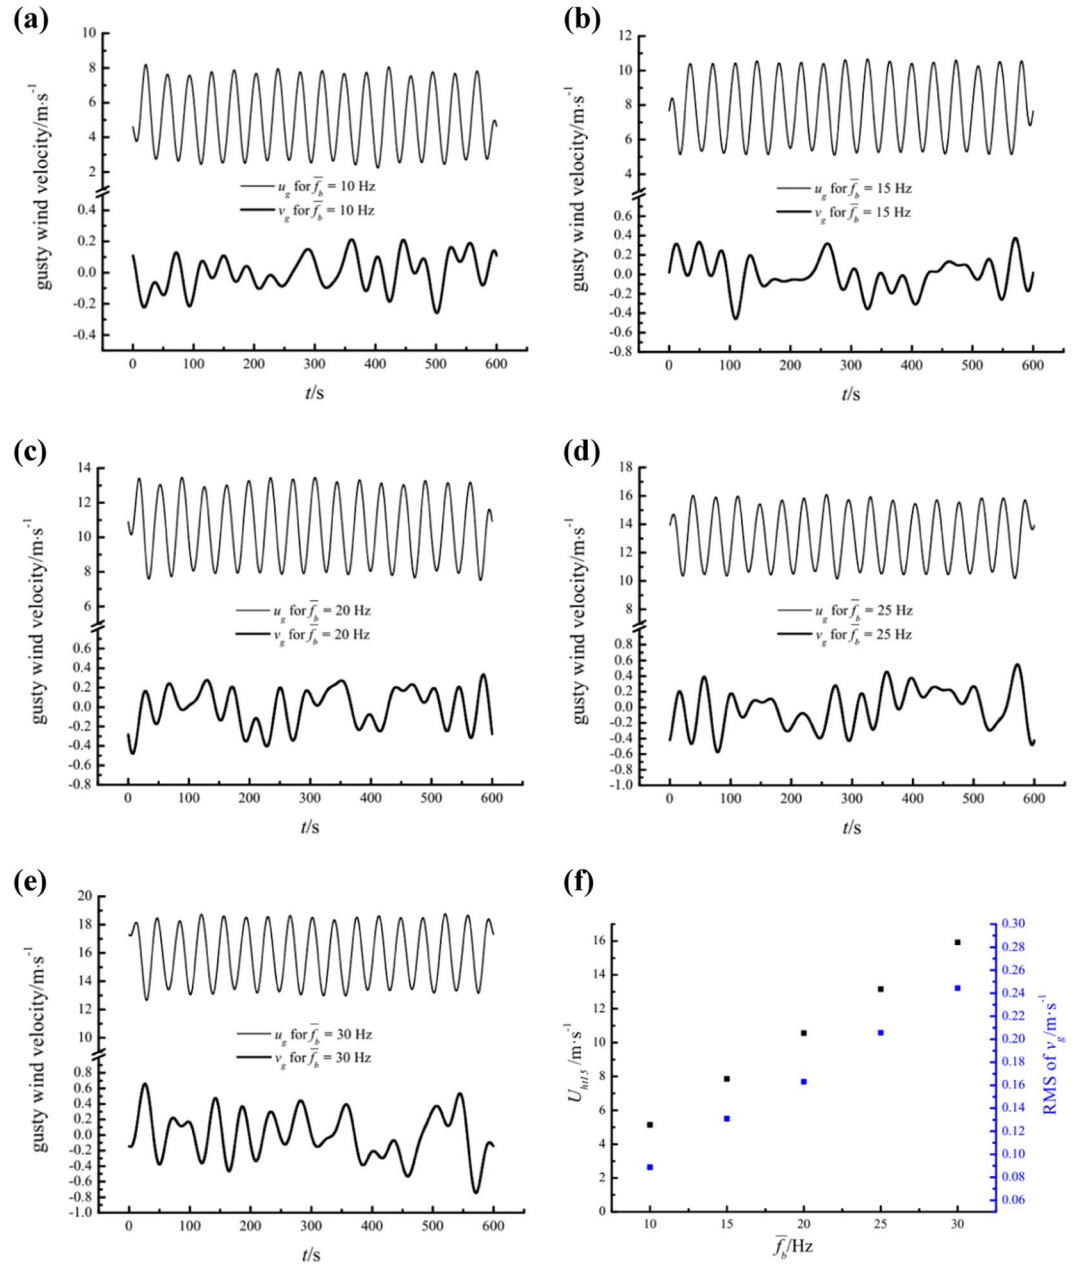 (a)
gusty wind velocity/m·s⁻¹
10
8
6
4
2
0.4
0.2
0.0
-0.2
-0.4
u_g for f̅_b = 10 Hz
v_g for f̅_b = 10 Hz
0 100 200 300 400 500 600
t/s
(b)
gusty wind velocity/m·s⁻¹
12
10
8
6
4
0.6
0.4
0.2
0.0
-0.2
-0.4
-0.6
-0.8
u_g for f̅_b = 15 Hz
v_g for f̅_b = 15 Hz
0 100 200 300 400 500 600
t/s
(c)
gusty wind velocity/m·s⁻¹
14
12
10
8
6
0.6
0.4
0.2
0.0
-0.2
-0.4
-0.6
-0.8
u_g for f̅_b = 20 Hz
v_g for f̅_b = 20 Hz
0 100 200 300 400 500 600
t/s
(d)
gusty wind velocity/m·s⁻¹
18
16
14
12
10
8
0.8
0.6
0.4
0.2
0.0
-0.2
-0.4
-0.6
-0.8
-1.0
u_g for f̅_b = 25 Hz
v_g for f̅_b = 25 Hz
0 100 200 300 400 500 600
t/s
(e)
gusty wind velocity/m·s⁻¹
20
18
16
14
12
10
0.8
0.6
0.4
0.2
0.0
-0.2
-0.4
-0.6
-0.8
-1.0
u_g for f̅_b = 30 Hz
v_g for f̅_b = 30 Hz
0 100 200 300 400 500 600
t/s
(f)
U_ht15 /m·s⁻¹
16
14
12
10
8
6
4
2
0
10 15 20 25 30
f̅_b/Hz
0.30
0.28
0.26
0.24
0.22
0.20
0.18
0.16
0.14
0.12
0.10
0.08
0.06
RMS of v_g /m·s⁻¹